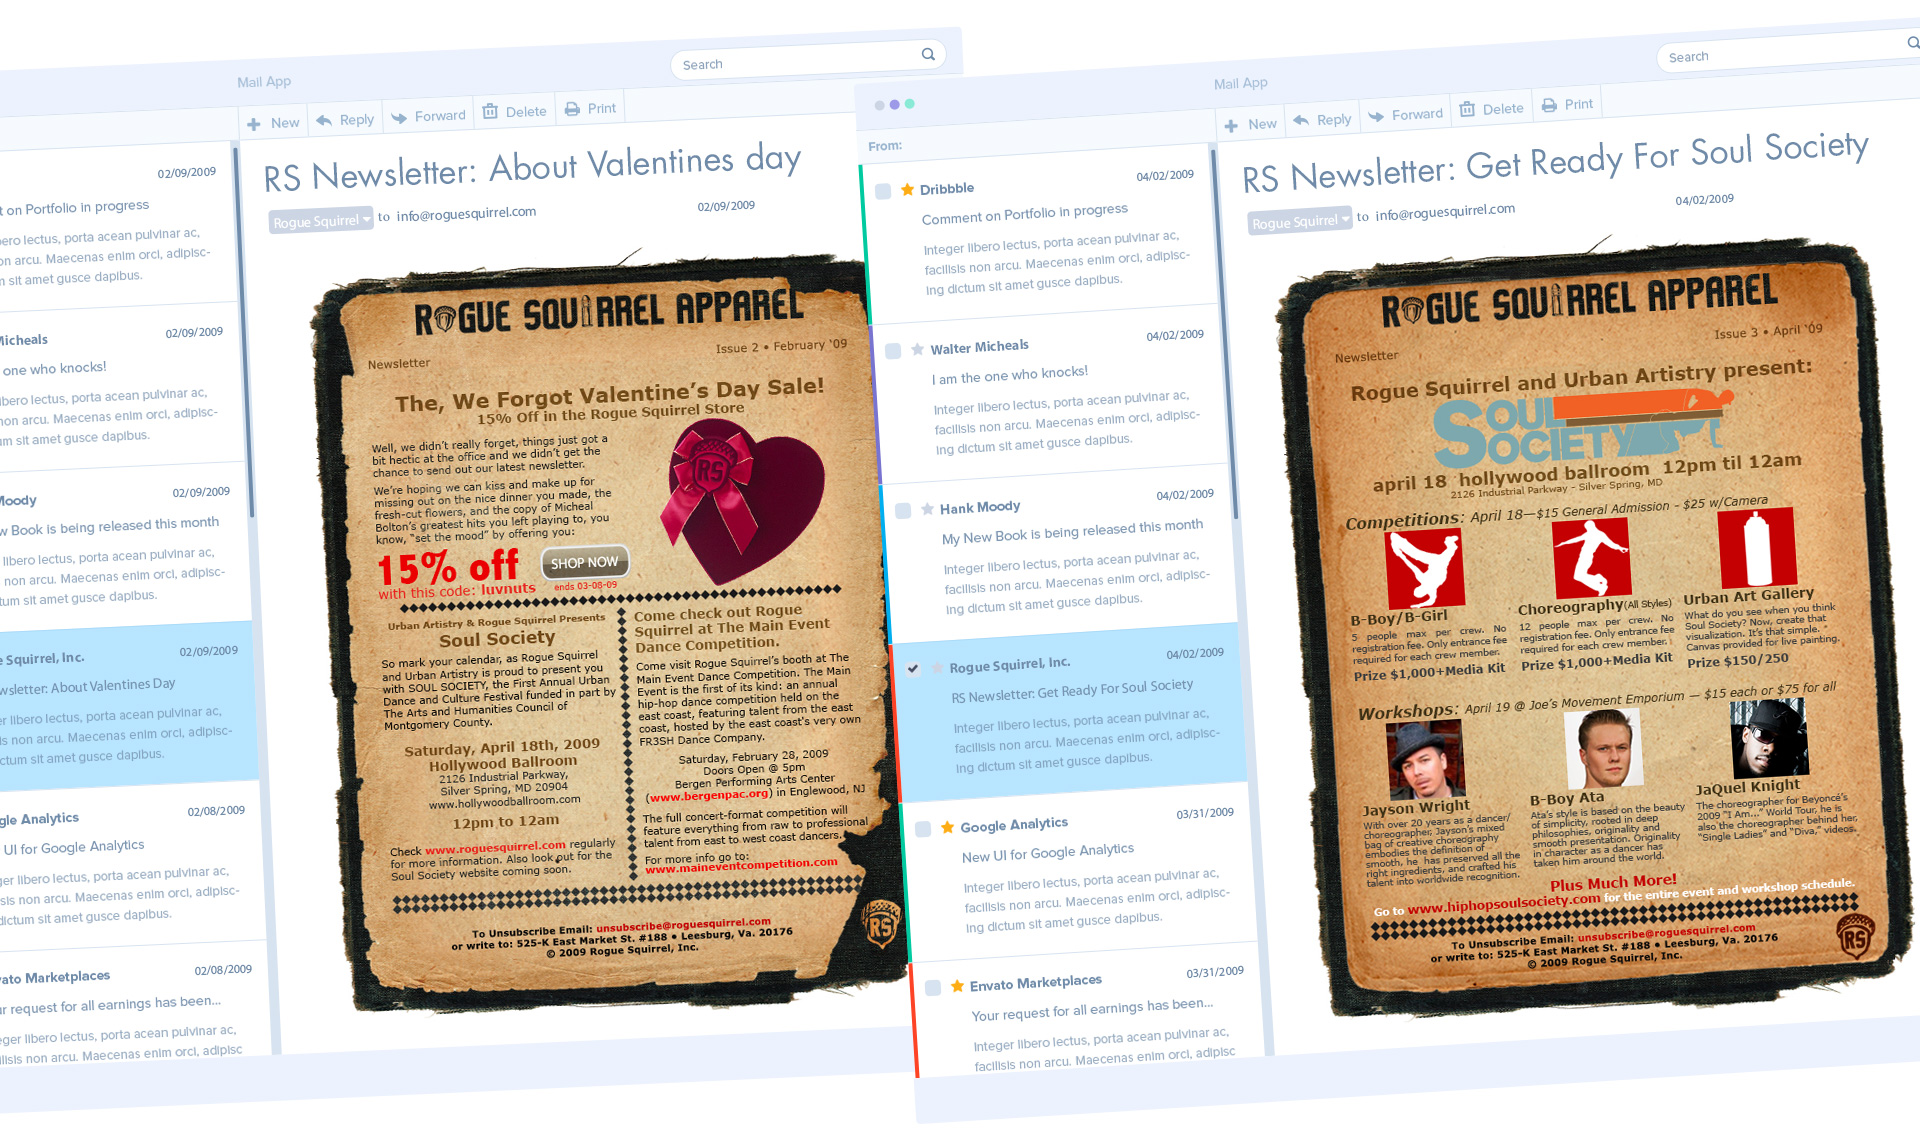 Mail App
Search
New
Reply
Forward
Delete
Print
02/09/2009
t on Portfolio in progress
bero lectus, porta acean pulvinar ac,
is non arcu. Maecenas enim orci, adipisc-
m sit amet gusce dapibus.
Micheals
02/09/2009
one who knocks!
libero lectus, porta acean pulvinar ac,
s non arcu. Maecenas enim orci, adipisc-
um sit amet gusce dapibus.
Moody
02/09/2009
w Book is being released this month
libero lectus, porta acean pulvinar ac,
non arcu. Maecenas enim orci, adipisc-
tum sit amet gusce dapibus.
e Squirrel, Inc.
02/09/2009
wsletter: About Valentines Day
er libero lectus, porta acean pulvinar ac,
is non arcu. Maecenas enim orci, adipisc-
ctum sit amet gusce dapibus.
gle Analytics
02/08/2009
UI for Google Analytics
ger libero lectus, porta acean pulvinar ac,
sis non arcu. Maecenas enim orci, adipisc-
dictum sit amet gusce dapibus.
vato Marketplaces
02/08/2009
ur request for all earnings has been...
eger libero lectus, porta acean pulvinar ac,
ilisis non arcu. Maecenas enim orci, adipisc
RS Newsletter: About Valentines day
Rogue Squirrel to info@roguesquirrel.com
02/09/2009
ROGUE SQUIRREL APPAREL
Newsletter
Issue 2 • February ‘09
The, We Forgot Valentine’s Day Sale!
15% Off in the Rogue Squirrel Store
Well, we didn’t really forget, things just got a
bit hectic at the office and we didn’t get the
chance to send out our latest newsletter.
We’re hoping we can kiss and make up for
missing out on the nice dinner you made, the
fresh-cut flowers, and the copy of Micheal
Bolton’s greatest hits you left playing to, you
know, “set the mood” by offering you:
RS
15% off
SHOP NOW
with this code: luvnuts
ends 03-08-09
Urban Artistry & Rogue Squirrel Presents
Soul Society
So mark your calendar, as Rogue Squirrel
and Urban Artistry is proud to present you
with SOUL SOCIETY, the First Annual Urban
Dance and Culture Festival funded in part by
The Arts and Humanities Council of
Montgomery County.
Saturday, April 18th, 2009
Hollywood Ballroom
2126 Industrial Parkway,
Silver Spring, MD 20904
www.hollywoodballroom.com
12pm to 12am
Check www.roguesquirrel.com regularly
for more information. Also look out for the
Soul Society website coming soon.
Come check out Rogue
Squirrel at The Main Event
Dance Competition.
Come visit Rogue Squirrel’s booth at The
Main Event Dance Competition. The Main
Event is the first of its kind: an annual
hip-hop dance competition held on the
east coast, featuring talent from the east
coast, hosted by the east coast's very own
FR3SH Dance Company.
Saturday, February 28, 2009
Doors Open @ 5pm
Bergen Performing Arts Center
(www.bergenpac.org) in Englewood, NJ
The full concert-format competition will
feature everything from raw to professional
talent from east to west coast dancers.
For more info go to:
www.maineventcompetition.com
To Unsubscribe Email: unsubscribe@roguesquirrel.com
or write to: 525-K East Market St. #188 • Leesburg, Va. 20176
© 2009 Rogue Squirrel, Inc.
RS
Mail App
Search
From:
New
Reply
Forward
Delete
Print
Dribbble
04/02/2009
Comment on Portfolio in progress
Integer libero lectus, porta acean pulvinar ac,
facilisis non arcu. Maecenas enim orci, adipisc-
ing dictum sit amet gusce dapibus.
Walter Micheals
04/02/2009
I am the one who knocks!
Integer libero lectus, porta acean pulvinar ac,
facilisis non arcu. Maecenas enim orci, adipisc-
ing dictum sit amet gusce dapibus.
Hank Moody
04/02/2009
My New Book is being released this month
Integer libero lectus, porta acean pulvinar ac,
facilisis non arcu. Maecenas enim orci, adipisc-
ing dictum sit amet gusce dapibus.
Rogue Squirrel, Inc.
04/02/2009
RS Newsletter: Get Ready For Soul Society
Integer libero lectus, porta acean pulvinar ac,
facilisis non arcu. Maecenas enim orci, adipisc-
ing dictum sit amet gusce dapibus.
Google Analytics
03/31/2009
New UI for Google Analytics
Integer libero lectus, porta acean pulvinar ac,
facilisis non arcu. Maecenas enim orci, adipisc-
ing dictum sit amet gusce dapibus.
Envato Marketplaces
03/31/2009
Your request for all earnings has been...
Integer libero lectus, porta acean pulvinar ac,
facilisis non arcu. Maecenas enim orci, adipisc
RS Newsletter: Get Ready For Soul Society
Rogue Squirrel to info@roguesquirrel.com
04/02/2009
ROGUE SQUIRREL APPAREL
Newsletter
Issue 3 • April ‘09
Rogue Squirrel and Urban Artistry present:
SOUL
SOCIETY
april 18 hollywood ballroom 12pm til 12am
2126 Industrial Parkway - Silver Spring, MD
Competitions: April 18—$15 General Admission - $25 w/Camera
B-Boy/B-Girl
5 people max per crew. No
registration fee. Only entrance fee
required for each crew member.
Prize $1,000+Media Kit
Choreography(All Styles)
12 people max per crew. No
registration fee. Only entrance fee
required for each crew member.
Prize $1,000+Media Kit
Urban Art Gallery
What do you see when you think
Soul Society? Now, create that
visualization. It’s that simple.
Canvas provided for live painting.
Prize $150/250
Workshops: April 19 @ Joe’s Movement Emporium — $15 each or $75 for all
Jayson Wright
With over 20 years as a dancer/
choreographer, Jayson’s mixed
bag of creative choreography
embodies the definition of
smooth, he has preserved all the
right ingredients, and crafted his
talent into worldwide recognition.
B-Boy Ata
Ata’s style is based on the beauty
of simplicity, rooted in deep
philosophies, originality and
smooth presentation. Originality
in character as a dancer has
taken him around the world.
JaQuel Knight
The choreographer for Beyoncé’s
2009 “I Am...” World Tour, he is
also the choreographer behind her,
“Single Ladies” and “Diva,” videos.
Plus Much More!
Go to www.hiphopsoulsociety.com for the entire event and workshop schedule.
To Unsubscribe Email: unsubscribe@roguesquirrel.com
or write to: 525-K East Market St. #188 • Leesburg, Va. 20176
© 2009 Rogue Squirrel, Inc.
RS